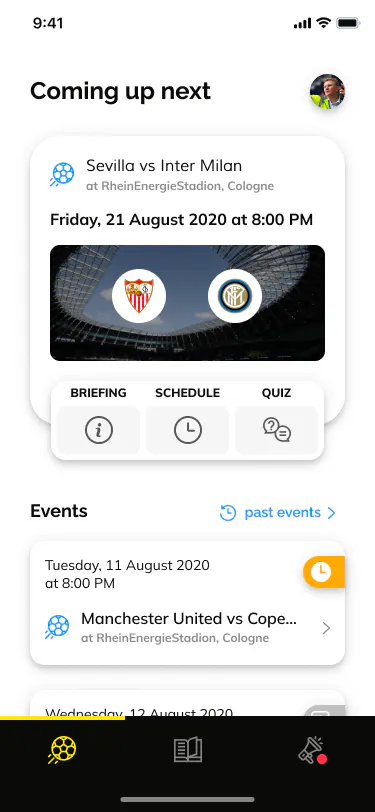 9:41
Coming up next
Sevilla vs Inter Milan
at RheinEnergieStadion, Cologne
Friday, 21 August 2020 at 8:00 PM
BRIEFING
SCHEDULE
QUIZ
Events
past events
Tuesday, 11 August 2020
at 8:00 PM
Manchester United vs Cope...
at RheinEnergieStadion, Cologne
Wednesday, 12 August 2020